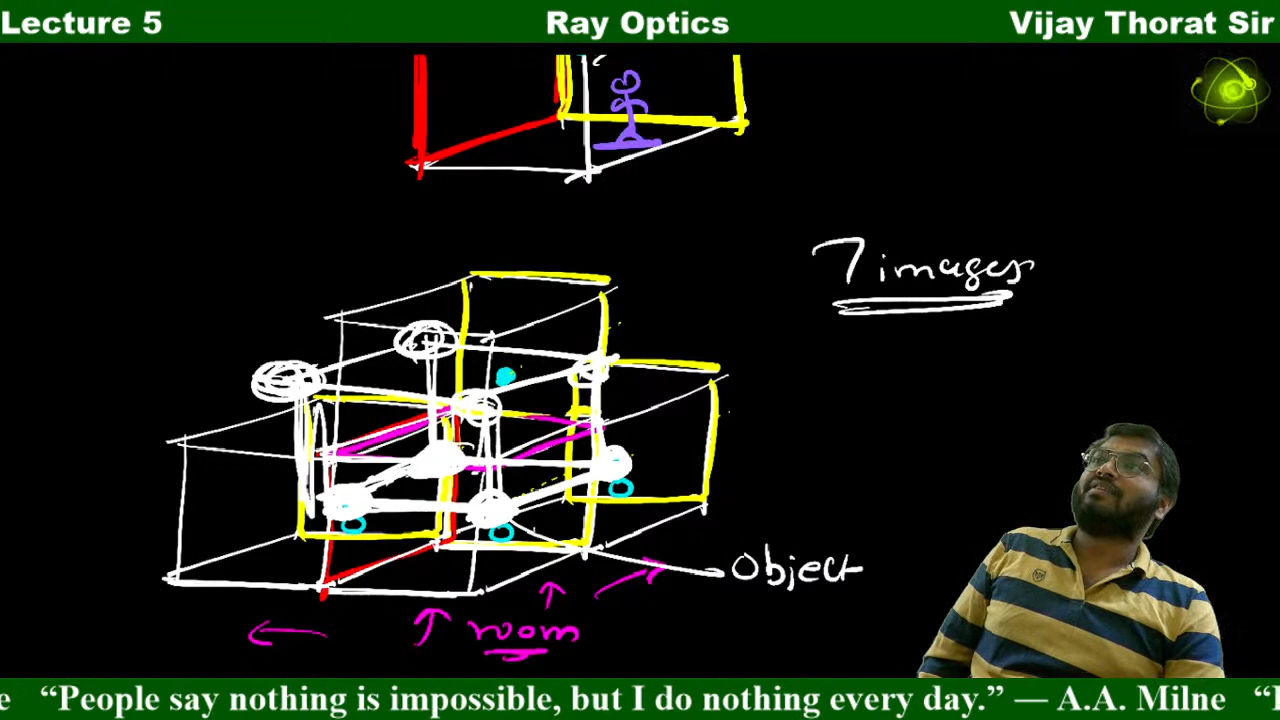 Lecture 5
Ray Optics
Vijay Thorat Sir
7 images
Object
room
e “People say nothing is impossible, but I do nothing every day.” — A.A. Milne “I